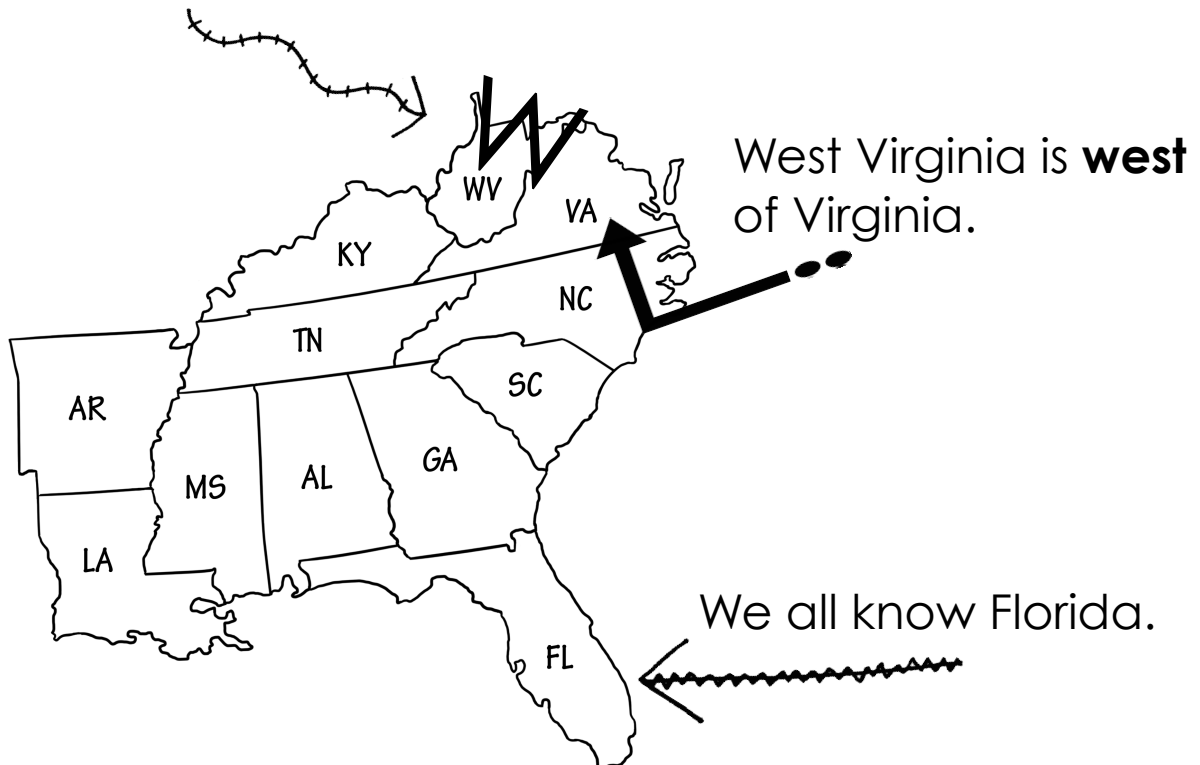 W
West Virginia is west
of Virginia.
WV
VA
KY
NC
TN
SC
AR
GA
MS
AL
LA
We all know Florida.
FL